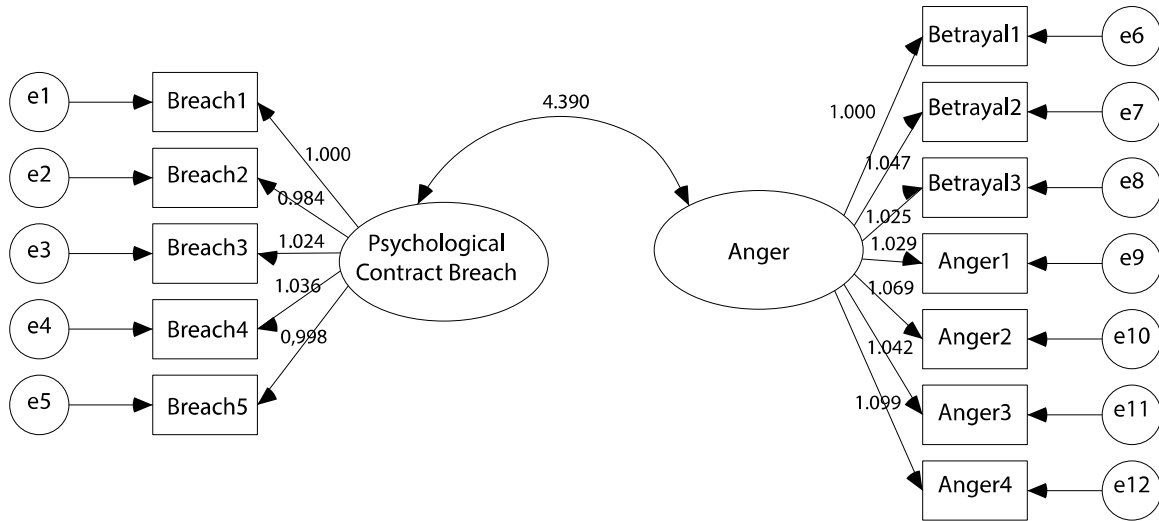 e1
Breach1
e2
Breach2
e3
Breach3
e4
Breach4
e5
Breach5
1.000
0.984
1.024
1.036
0,998
Psychological
Contract Breach
4.390
Anger
1.000
1.047
1.025
1.029
1.069
1.042
1.099
Betrayal1
e6
Betrayal2
e7
Betrayal3
e8
Anger1
e9
Anger2
e10
Anger3
e11
Anger4
e12